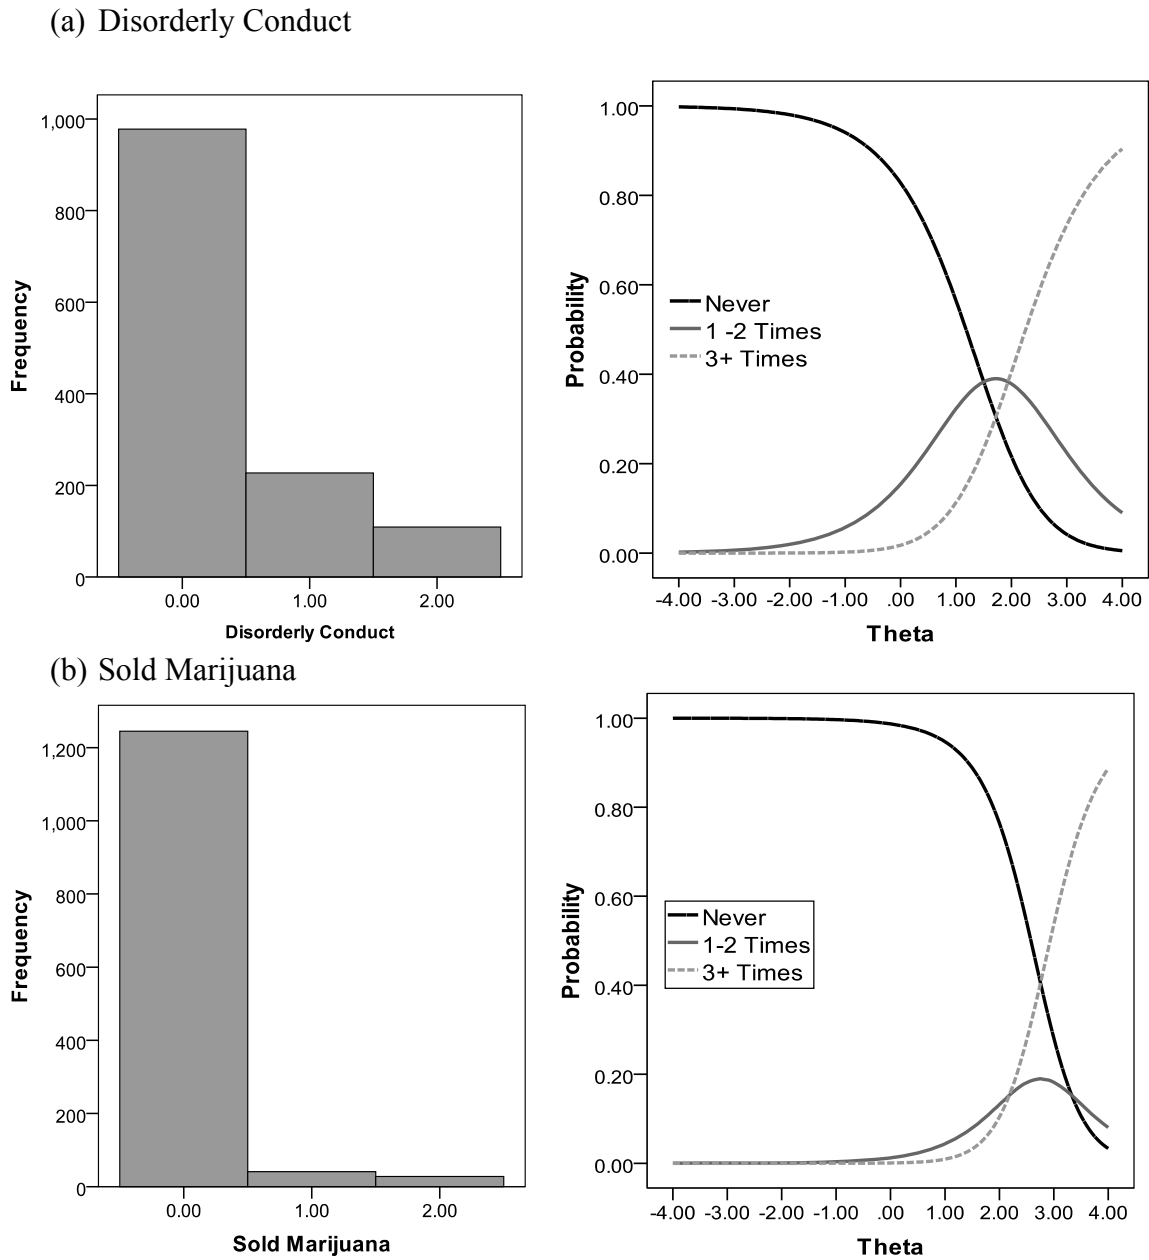 (a) Disorderly Conduct
1,000
800
600
400
200
0
Frequency
0.00 1.00 2.00
Disorderly Conduct
1.00
0.80
0.60
0.40
0.20
0.00
Probability
Never
1 -2 Times
3+ Times
-4.00 -3.00 -2.00 -1.00 .00 1.00 2.00 3.00 4.00
Theta
(b) Sold Marijuana
1,200
1,000
800
600
400
200
0
Frequency
0.00 1.00 2.00
Sold Marijuana
1.00
0.80
0.60
0.40
0.20
0.00
Probability
Never
1-2 Times
3+ Times
-4.00 -3.00 -2.00 -1.00 .00 1.00 2.00 3.00 4.00
Theta